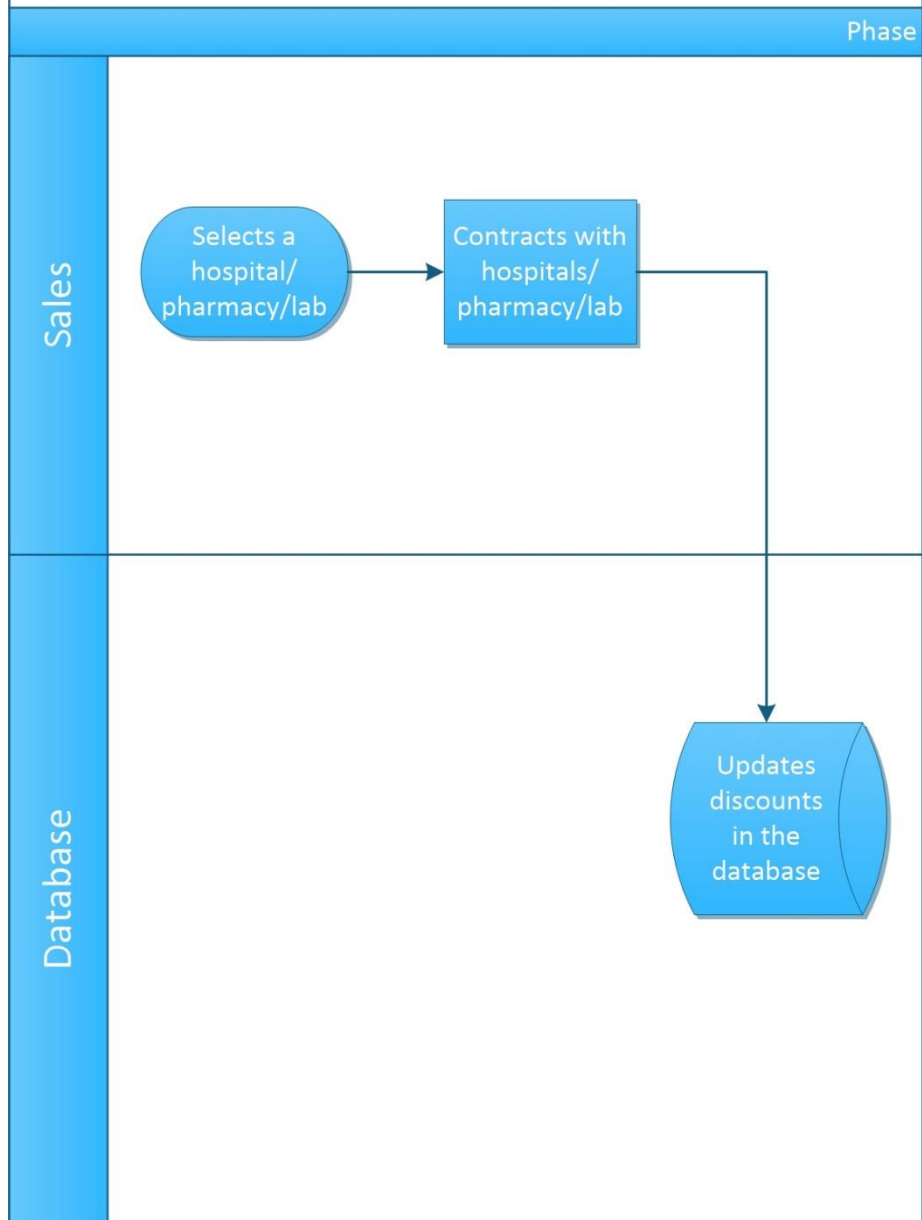 Phase
Sales
Selects a
hospital/
pharmacy/lab
Contracts with
hospitals/
pharmacy/lab
Database
Updates
discounts
in the
database